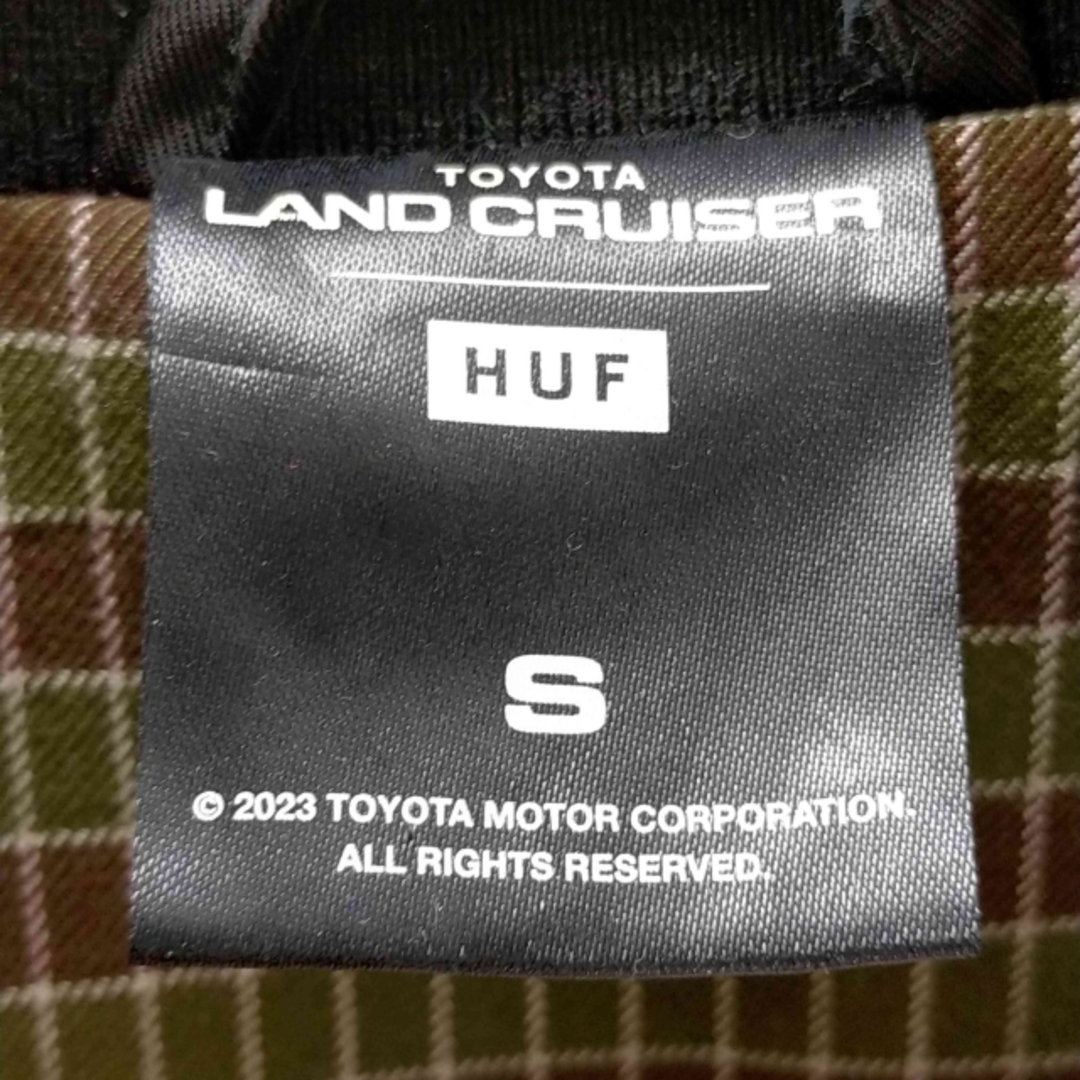 TOYOTA
LAND CRUISER
HUF
S
© 2023 TOYOTA MOTOR CORPORATION.
ALL RIGHTS RESERVED.